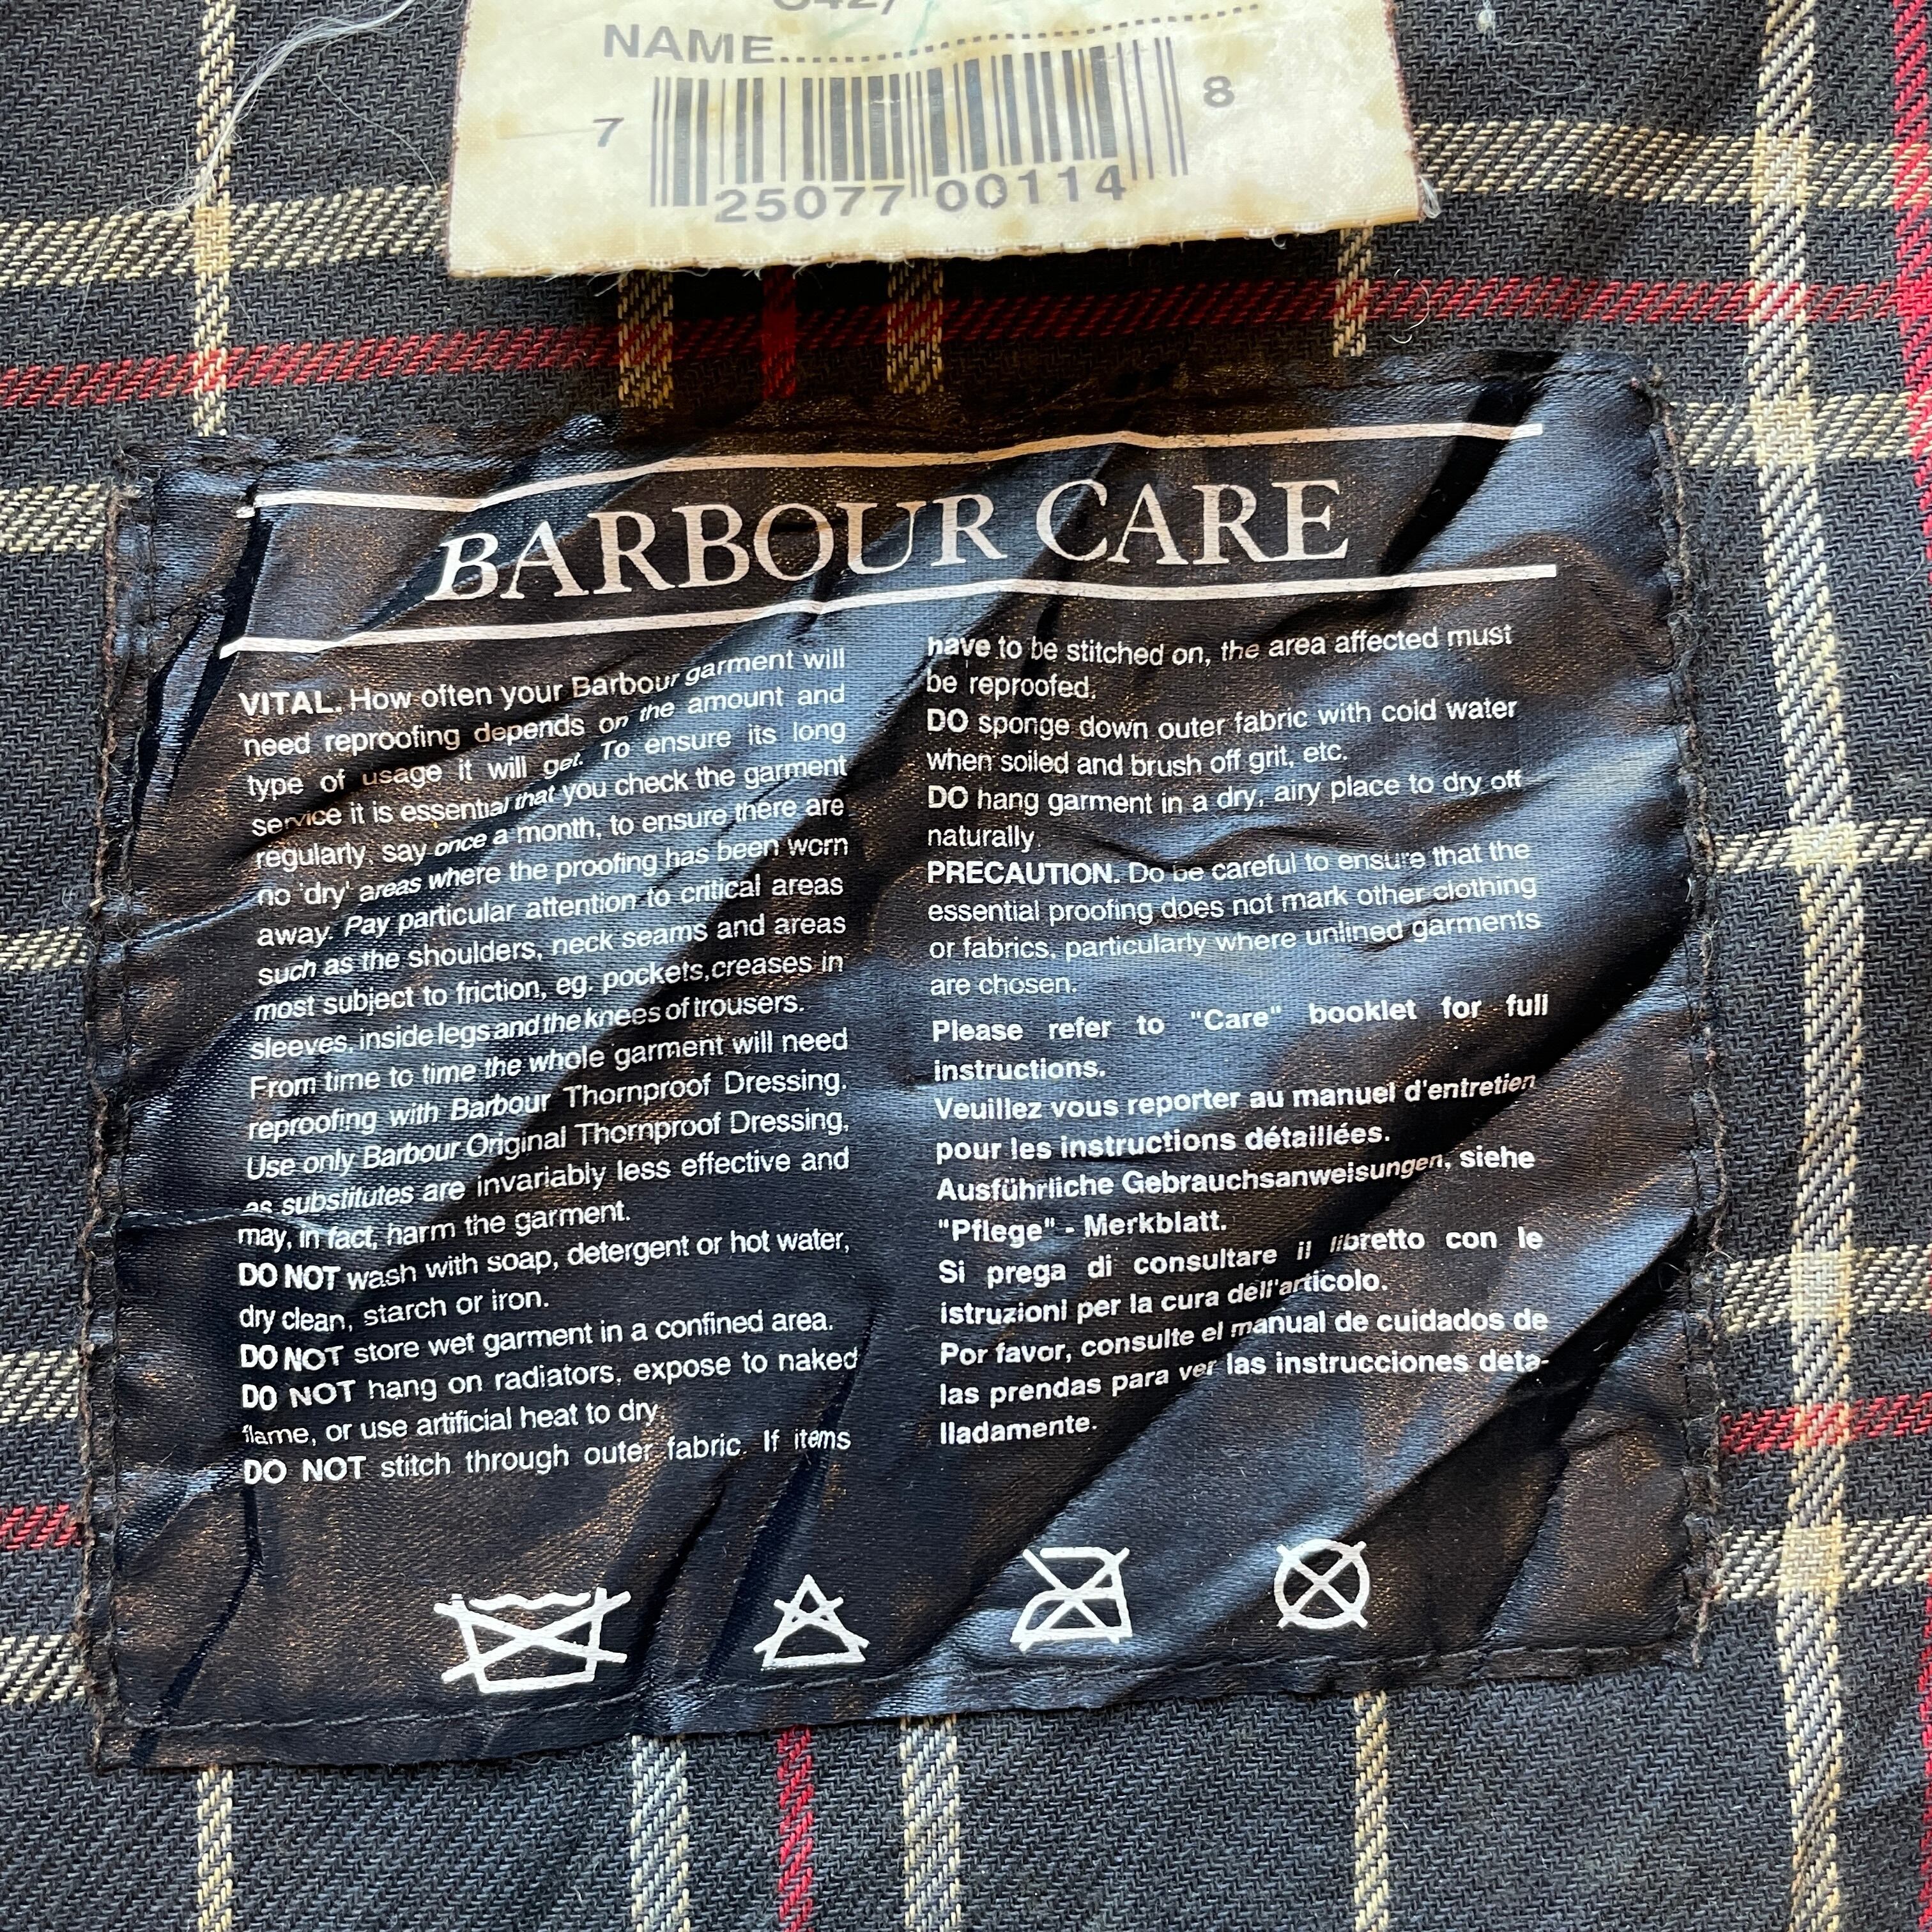 NAME
7 25077 00114 8
BARBOUR CARE
VITAL. How often your Barbour garment will
need reproofing depends on the amount and
type of usage it will get. To ensure its long
service it is essential that you check the garment
regularly, say once a month, to ensure there are
no 'dry' areas where the proofing has been worn
away. Pay particular attention to critical areas
such as the shoulders, neck seams and areas
most subject to friction, eg. pockets,creases in
sleeves, inside legs and the knees of trousers.
From time to time the whole garment will need
reproofing with Barbour Thornproof Dressing.
Use only Barbour Original Thornproof Dressing,
as substitutes are invariably less effective and
may, in fact, harm the garment.
DO NOT wash with soap, detergent or hot water,
dry clean, starch or iron.
DO NOT store wet garment in a confined area.
DO NOT hang on radiators, expose to naked
flame, or use artificial heat to dry
DO NOT stitch through outer fabric. If items
have to be stitched on, the area affected must
be reproofed.
DO sponge down outer fabric with cold water
when soiled and brush off grit, etc.
DO hang garment in a dry, airy place to dry off
naturally.
PRECAUTION. Do be careful to ensure that the
essential proofing does not mark other clothing
or fabrics, particularly where unlined garments
are chosen.
Please refer to "Care" booklet for full
instructions.
Veuillez vous reporter au manuel d'entretien
pour les instructions détaillées.
Ausführliche Gebrauchsanweisungen, siehe
"Pflege" - Merkblatt.
Si prega di consultare il libretto con le
istruzioni per la cura dell'articolo.
Por favor, consulte el manual de cuidados de
las prendas para ver las instrucciones deta-
lladamente.